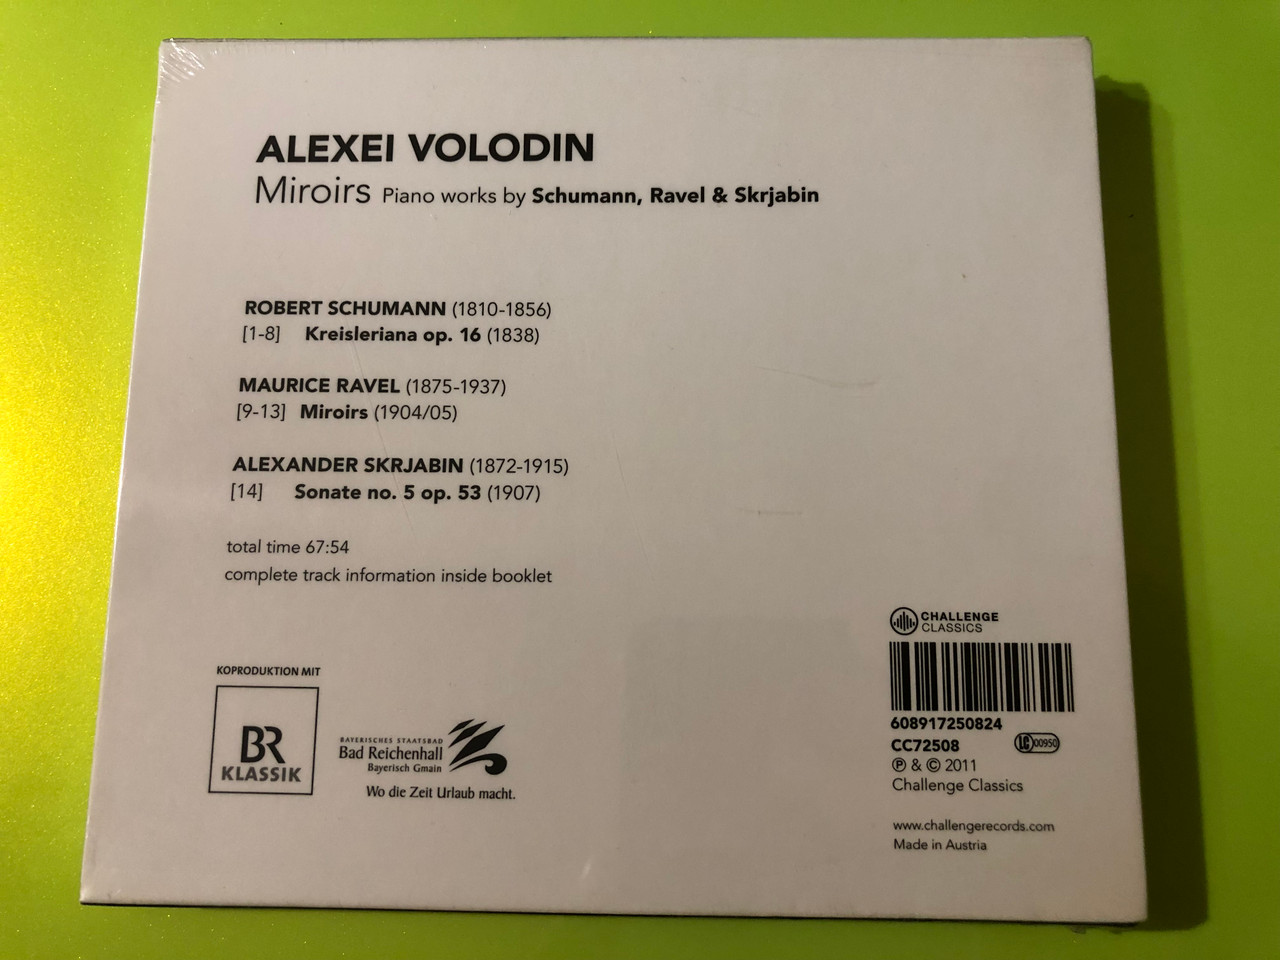 ALEXEI VOLODIN
Miroirs Piano works by Schumann, Ravel & Skrjabin
ROBERT SCHUMANN (1810-1856)
[1-8] Kreisleriana op. 16 (1838)
MAURICE RAVEL (1875-1937)
[9-13] Miroirs (1904/05)
ALEXANDER SKRJABIN (1872-1915)
[14] Sonate no. 5 op. 53 (1907)
total time 67:54
complete track information inside booklet
KOPRODUKTION MIT
BR
KLASSIK
BAYERISCHES STAATSBAD
Bad Reichenhall
Bayerisch Gmain
Wo die Zeit Urlaub macht.
CHALLENGE
CLASSICS
608917250824
CC72508
LC 00950
℗ & © 2011
Challenge Classics
www.challengerecords.com
Made in Austria